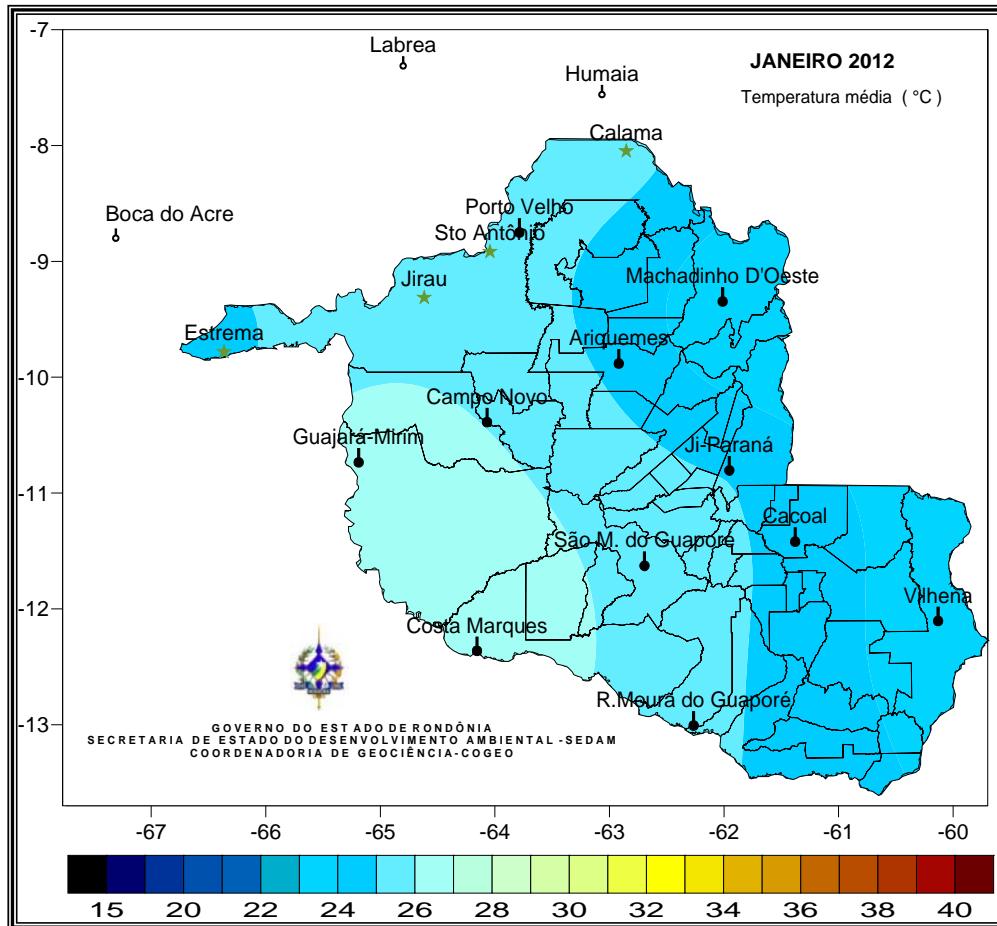 JANEIRO 2012
Temperatura média ( °C )
-7
-8
-9
-10
-11
-12
-13
Labrea
Humaia
Calama
Boca do Acre
Porto Velho
Sto Antônio
Jirau
Machadinho D'Oeste
Estrema
Ariquemes
Campo Novo
Guajará-Mirim
Ji-Paraná
Cacoal
São M. do Guaporé
Vilhena
Costa Marques
R.Moura do Guaporé
GOVERNO DO ESTADO DE RONDÔNIA
SECRETARIA DE ESTADO DO DESENVOLVIMENTO AMBIENTAL -SEDAM
COORDENADORIA DE GEOCIÊNCIA-COGEO
-67 -66 -65 -64 -63 -62 -61 -60
15 20 22 24 26 28 30 32 34 36 38 40